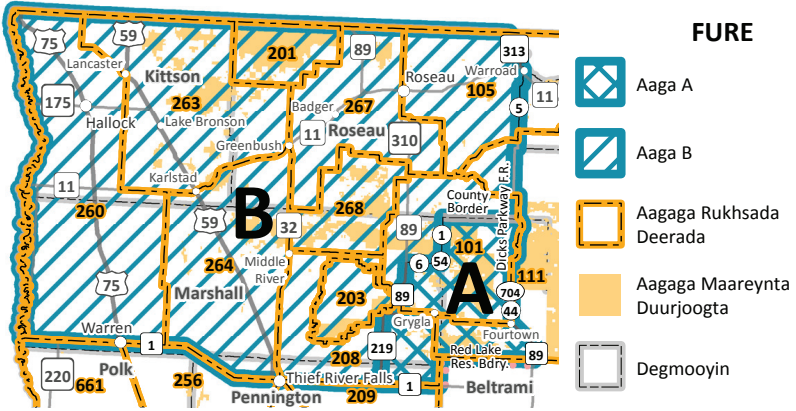 75
59
201
89
313
Lancaster
Kittson
Roseau
Warroad
263
105
175
Badger
267
5
11
Hallock
Lake Bronson
11
Roseau
310
Greenbush
Karlstad
11
County
Border
Dicks Parkway F.R.
260
B
268
59
32
89
1
101
264
Middle
River
6
54
111
75
Marshall
203
89
A
704
44
Grygla
Fourtown
Warren
1
219
208
Red Lake
Res. Bdry.
89
Polk
220
661
256
Thief River Falls
1
Beltrami
Pennington
209
FURE
Aaga A
Aaga B
Aagaga Rukhsada
Deerada
Aagaga Maareynta
Duurjoogta
Degmooyin